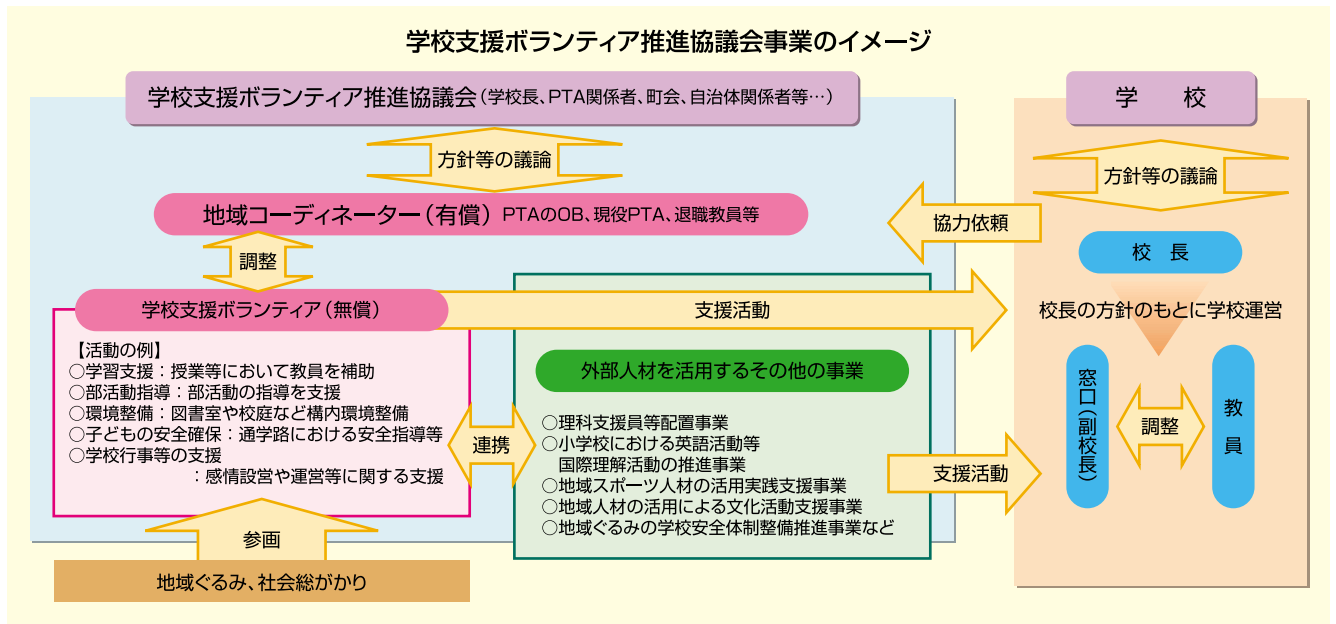 学校支援ボランティア推進協議会事業のイメージ
学校支援ボランティア推進協議会（学校長、PTA関係者、町会、自治体関係者等…）
方針等の議論
地域コーディネーター（有償） PTAのOB、現役PTA、退職教員等
調整
学校支援ボランティア（無償）
【活動の例】
○学習支援：授業等において教員を補助
○部活動指導：部活動の指導を支援
○環境整備：図書室や校庭など構内環境整備
○子どもの安全確保：通学路における安全指導等
○学校行事等の支援
：感情設営や運営等に関する支援
参画
地域ぐるみ、社会総がかり
連携
支援活動
外部人材を活用するその他の事業
○理科支援員等配置事業
○小学校における英語活動等
国際理解活動の推進事業
○地域スポーツ人材の活用実践支援事業
○地域人材の活用による文化活動支援事業
○地域ぐるみの学校安全体制整備推進事業など
協力依頼
支援活動
学　校
方針等の議論
校　長
校長の方針のもとに学校運営
窓口（副校長）
調整
教員